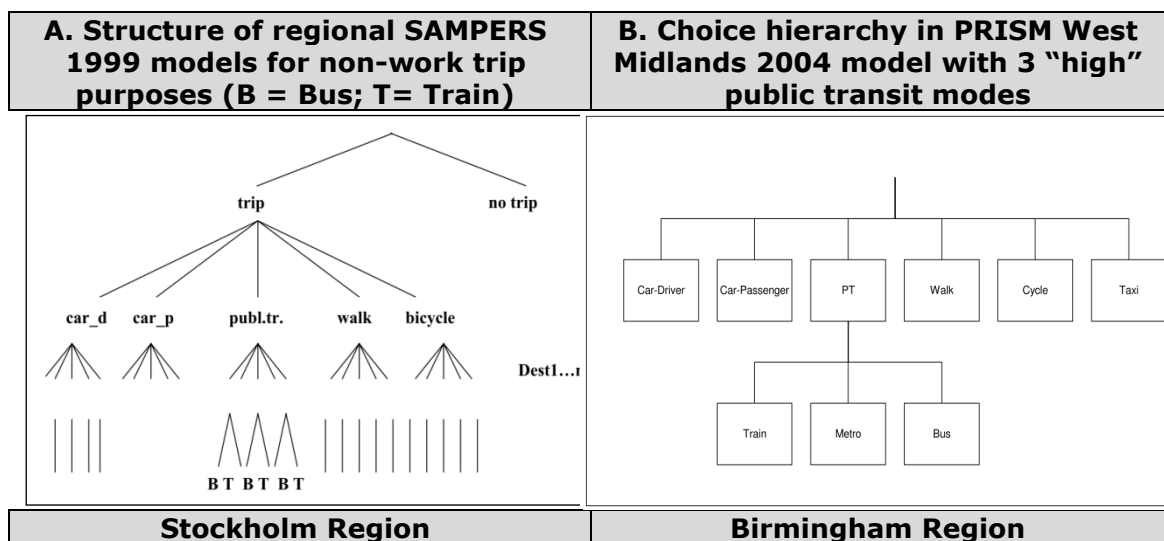 A. Structure of regional SAMPERS
1999 models for non-work trip
purposes (B = Bus; T= Train)
B. Choice hierarchy in PRISM West
Midlands 2004 model with 3 “high”
public transit modes
trip
no trip
car_d car_p publ.tr. walk bicycle
Dest1...
B T B T B T
Car-Driver
Car-Passenger
PT
Walk
Cycle
Taxi
Train
Metro
Bus
Stockholm Region
Birmingham Region